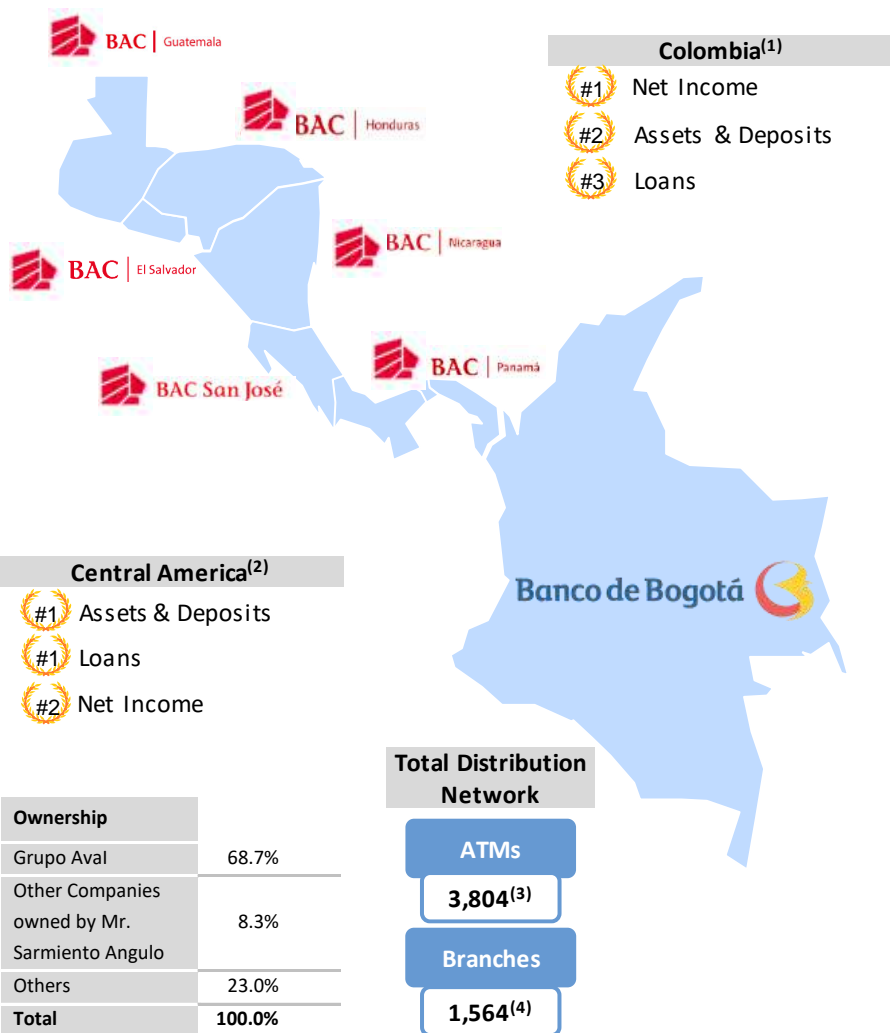 BAC | Guatemala
Colombia(1)
#1 Net Income
#2 Assets & Deposits
#3 Loans
BAC | Honduras
BAC | Nicaragua
BAC | El Salvador
BAC | Panamá
BAC San José
Banco de Bogotá
Central America(2)
#1 Assets & Deposits
#1 Loans
#2 Net Income
Total Distribution
Network
ATMs
3,804(3)
Branches
1,564(4)
Ownership
Grupo Aval 68.7%
Other Companies
owned by Mr. 8.3%
Sarmiento Angulo
Others 23.0%
Total 100.0%